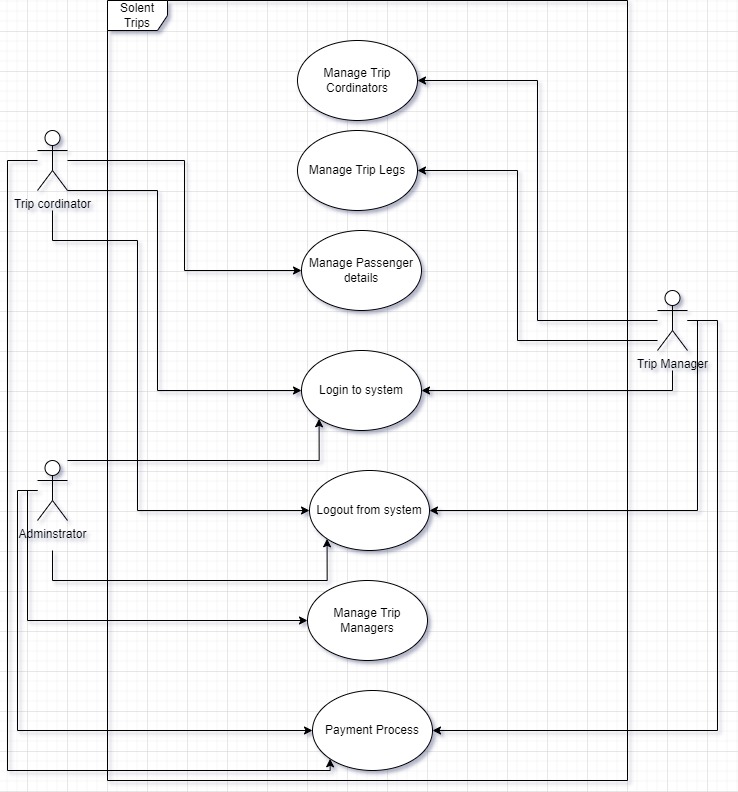 Solent
Trips
Manage Trip
Cordinators
Manage Trip Legs
Trip cordinator
Manage Passenger
details
Trip Manager
Login to system
Logout from system
Adminstrator
Manage Trip
Managers
Payment Process